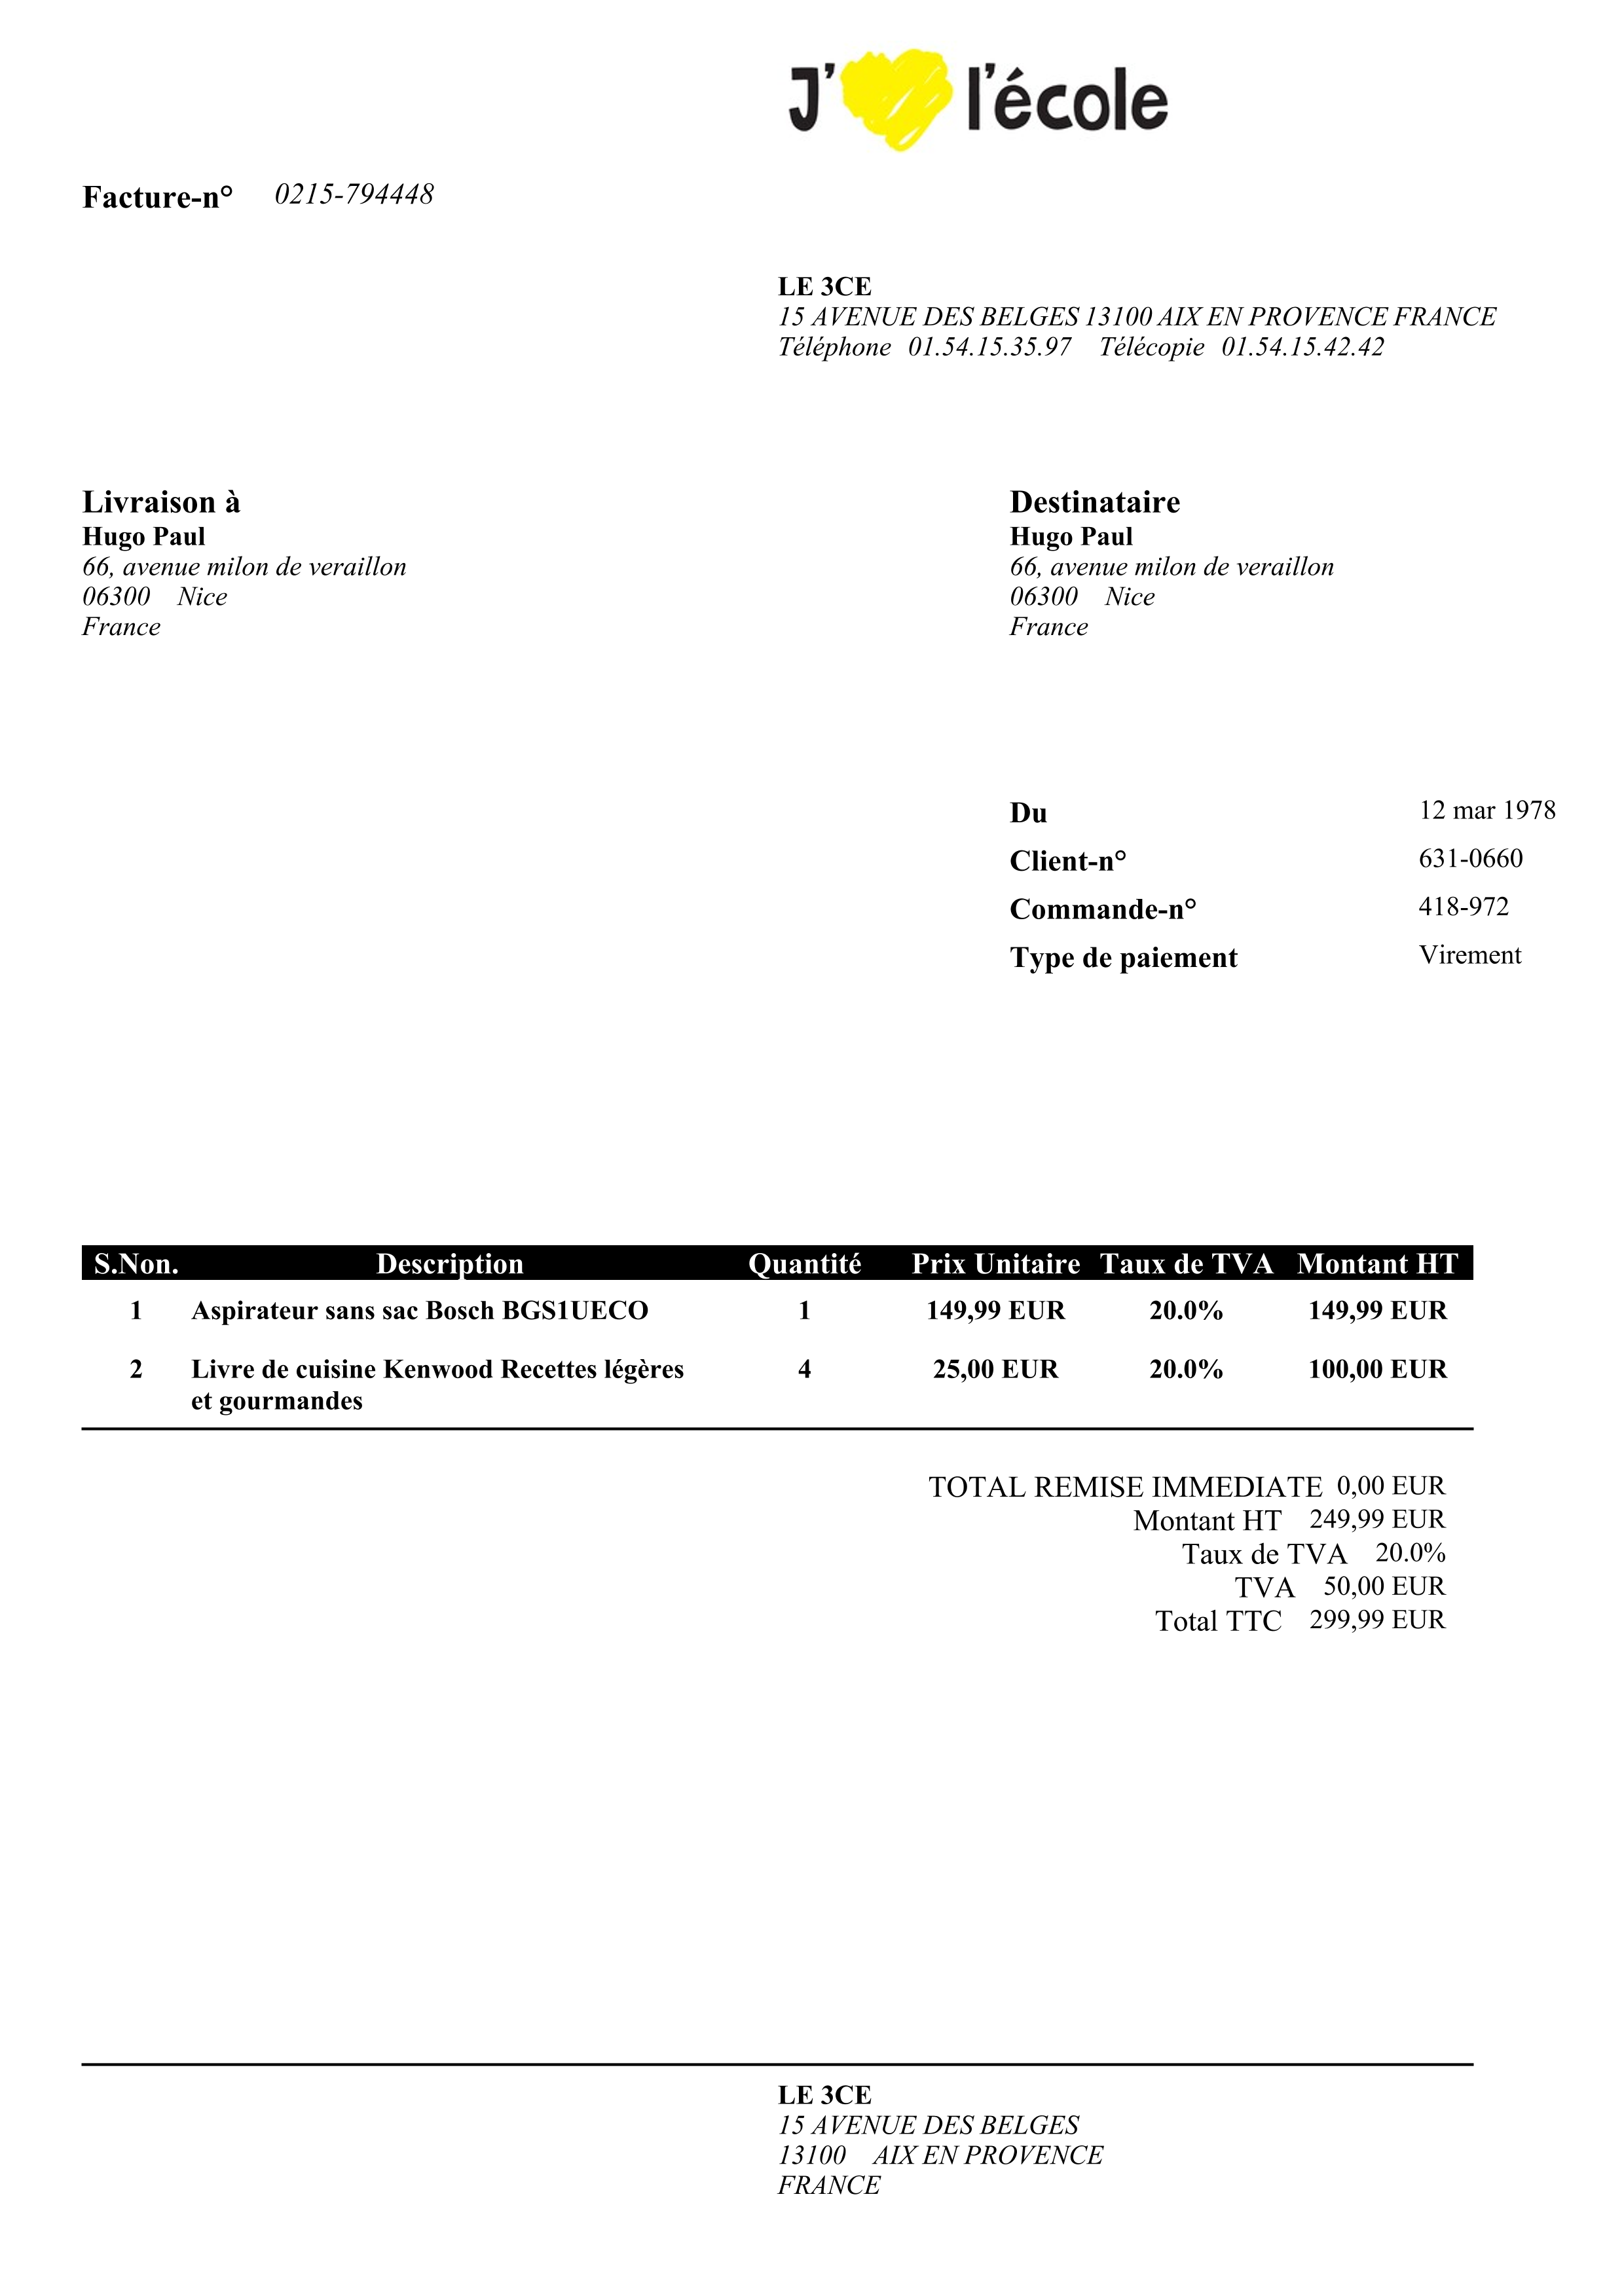 J' l'école
Facture-n° 0215-794448
LE 3CE
15 AVENUE DES BELGES 13100 AIX EN PROVENCE FRANCE
Téléphone 01.54.15.35.97 Télécopie 01.54.15.42.42
Livraison à
Hugo Paul
66, avenue milon de veraillon
06300 Nice
France
Destinataire
Hugo Paul
66, avenue milon de veraillon
06300 Nice
France
Du 12 mar 1978
Client-n° 631-0660
Commande-n° 418-972
Type de paiement Virement
S.Non. Description Quantité Prix Unitaire Taux de TVA Montant HT
1 Aspirateur sans sac Bosch BGS1UECO 1 149,99 EUR 20.0% 149,99 EUR
2 Livre de cuisine Kenwood Recettes légères 4 25,00 EUR 20.0% 100,00 EUR
et gourmandes
TOTAL REMISE IMMEDIATE 0,00 EUR
Montant HT 249,99 EUR
Taux de TVA 20.0%
TVA 50,00 EUR
Total TTC 299,99 EUR
LE 3CE
15 AVENUE DES BELGES
13100 AIX EN PROVENCE
FRANCE